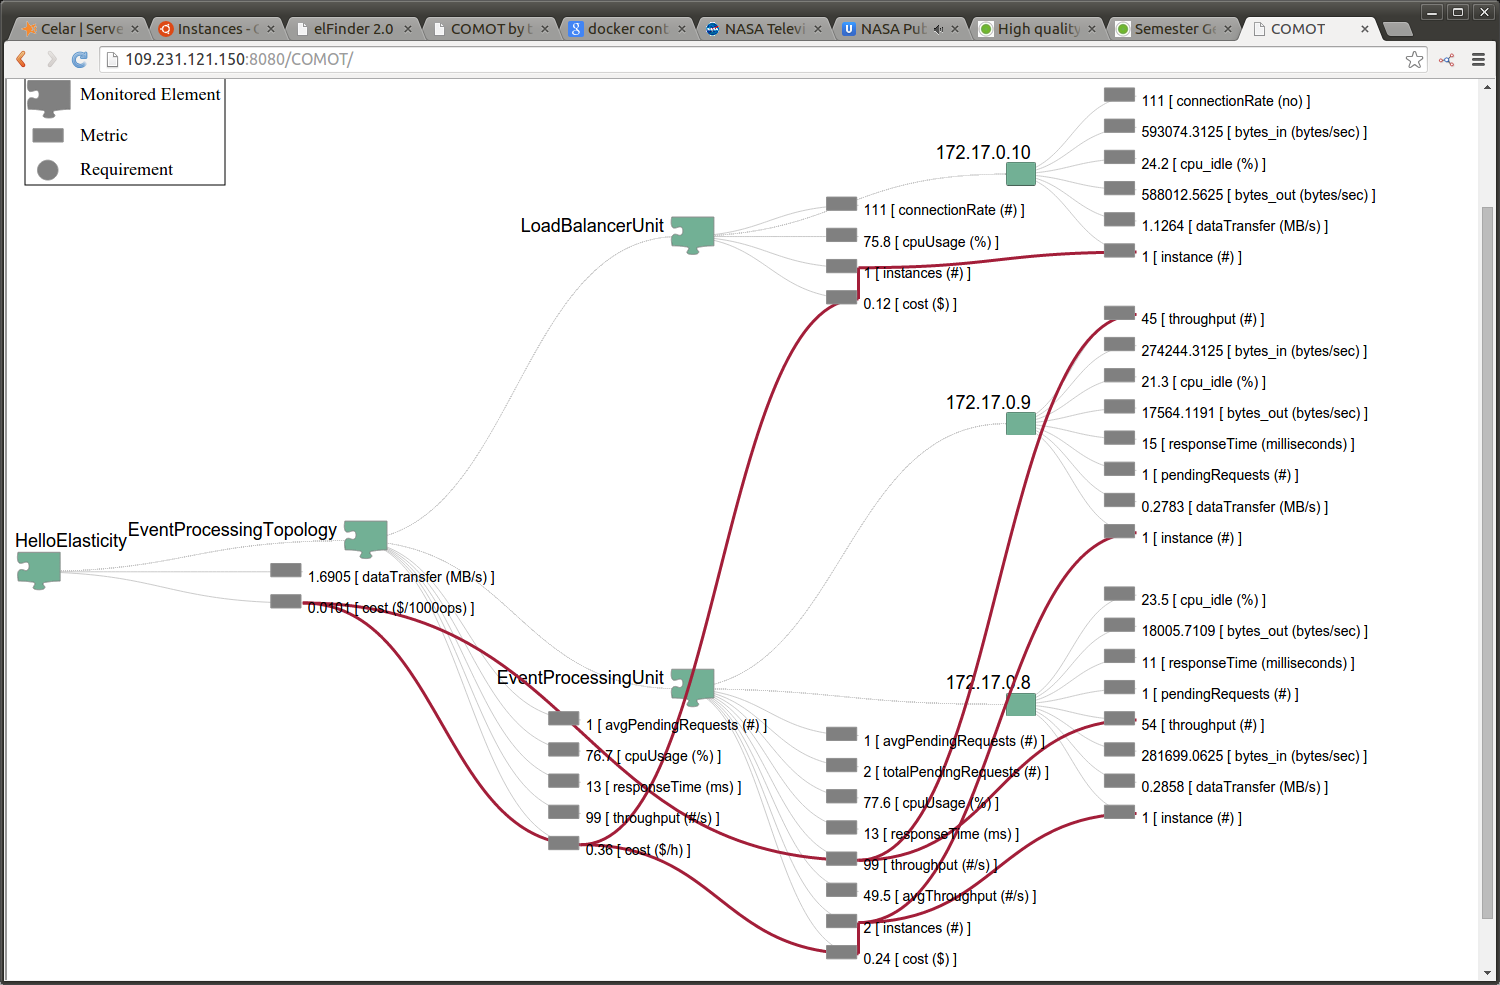 Celar | Serve
Instances - C
elFinder 2.0
COMOT by t
docker cont
NASA Televi
NASA Pub
High quality
Semester Ge
COMOT
109.231.121.150:8080/COMOT/
Monitored Element
Metric
Requirement
172.17.0.10
111 [ connectionRate (no) ]
593074.3125 [ bytes_in (bytes/sec) ]
24.2 [ cpu_idle (%) ]
588012.5625 [ bytes_out (bytes/sec) ]
1.1264 [ dataTransfer (MB/s) ]
1 [ instance (#) ]
LoadBalancerUnit
111 [ connectionRate (#) ]
75.8 [ cpuUsage (%) ]
1 [ instances (#) ]
0.12 [ cost ($) ]
172.17.0.9
45 [ throughput (#) ]
274244.3125 [ bytes_in (bytes/sec) ]
21.3 [ cpu_idle (%) ]
17564.1191 [ bytes_out (bytes/sec) ]
15 [ responseTime (milliseconds) ]
1 [ pendingRequests (#) ]
0.2783 [ dataTransfer (MB/s) ]
1 [ instance (#) ]
HelloElasticity
EventProcessingTopology
1.6905 [ dataTransfer (MB/s) ]
0.0101 [ cost ($/1000ops) ]
EventProcessingUnit
1 [ avgPendingRequests (#) ]
76.7 [ cpuUsage (%) ]
13 [ responseTime (ms) ]
99 [ throughput (#/s) ]
0.36 [ cost ($/h) ]
1 [ avgPendingRequests (#) ]
2 [ totalPendingRequests (#) ]
77.6 [ cpuUsage (%) ]
13 [ responseTime (ms) ]
99 [ throughput (#/s) ]
49.5 [ avgThroughput (#/s) ]
2 [ instances (#) ]
0.24 [ cost ($) ]
172.17.0.8
23.5 [ cpu_idle (%) ]
18005.7109 [ bytes_out (bytes/sec) ]
11 [ responseTime (milliseconds) ]
1 [ pendingRequests (#) ]
54 [ throughput (#) ]
281699.0625 [ bytes_in (bytes/sec) ]
0.2858 [ dataTransfer (MB/s) ]
1 [ instance (#) ]